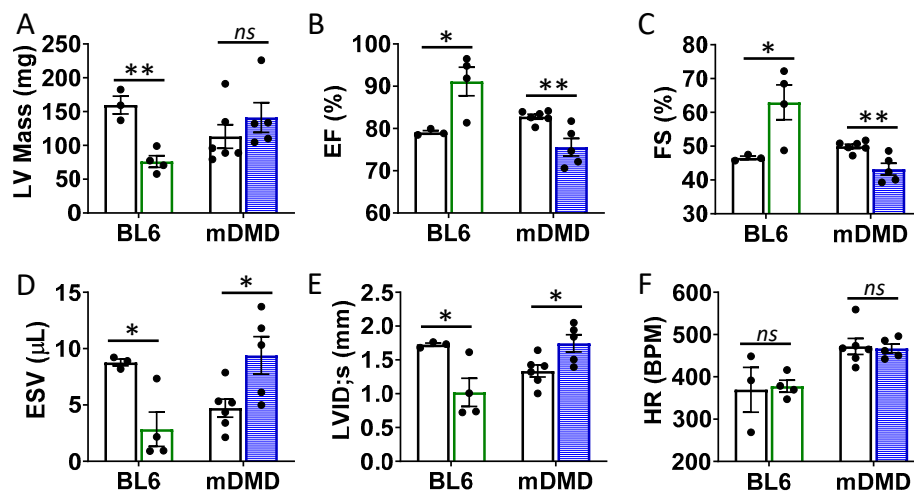 A
LV Mass (mg)
250
200
150
100
50
0
**
ns
BL6
mDMD
B
EF (%)
100
90
80
70
60
*
**
BL6
mDMD
C
FS (%)
80
70
60
50
40
30
*
**
BL6
mDMD
D
ESV (μL)
15
10
5
0
*
*
BL6
mDMD
E
LVID;s (mm)
2.5
2.0
1.5
1.0
0.5
0.0
*
*
BL6
mDMD
F
HR (BPM)
600
500
400
300
200
ns
ns
BL6
mDMD